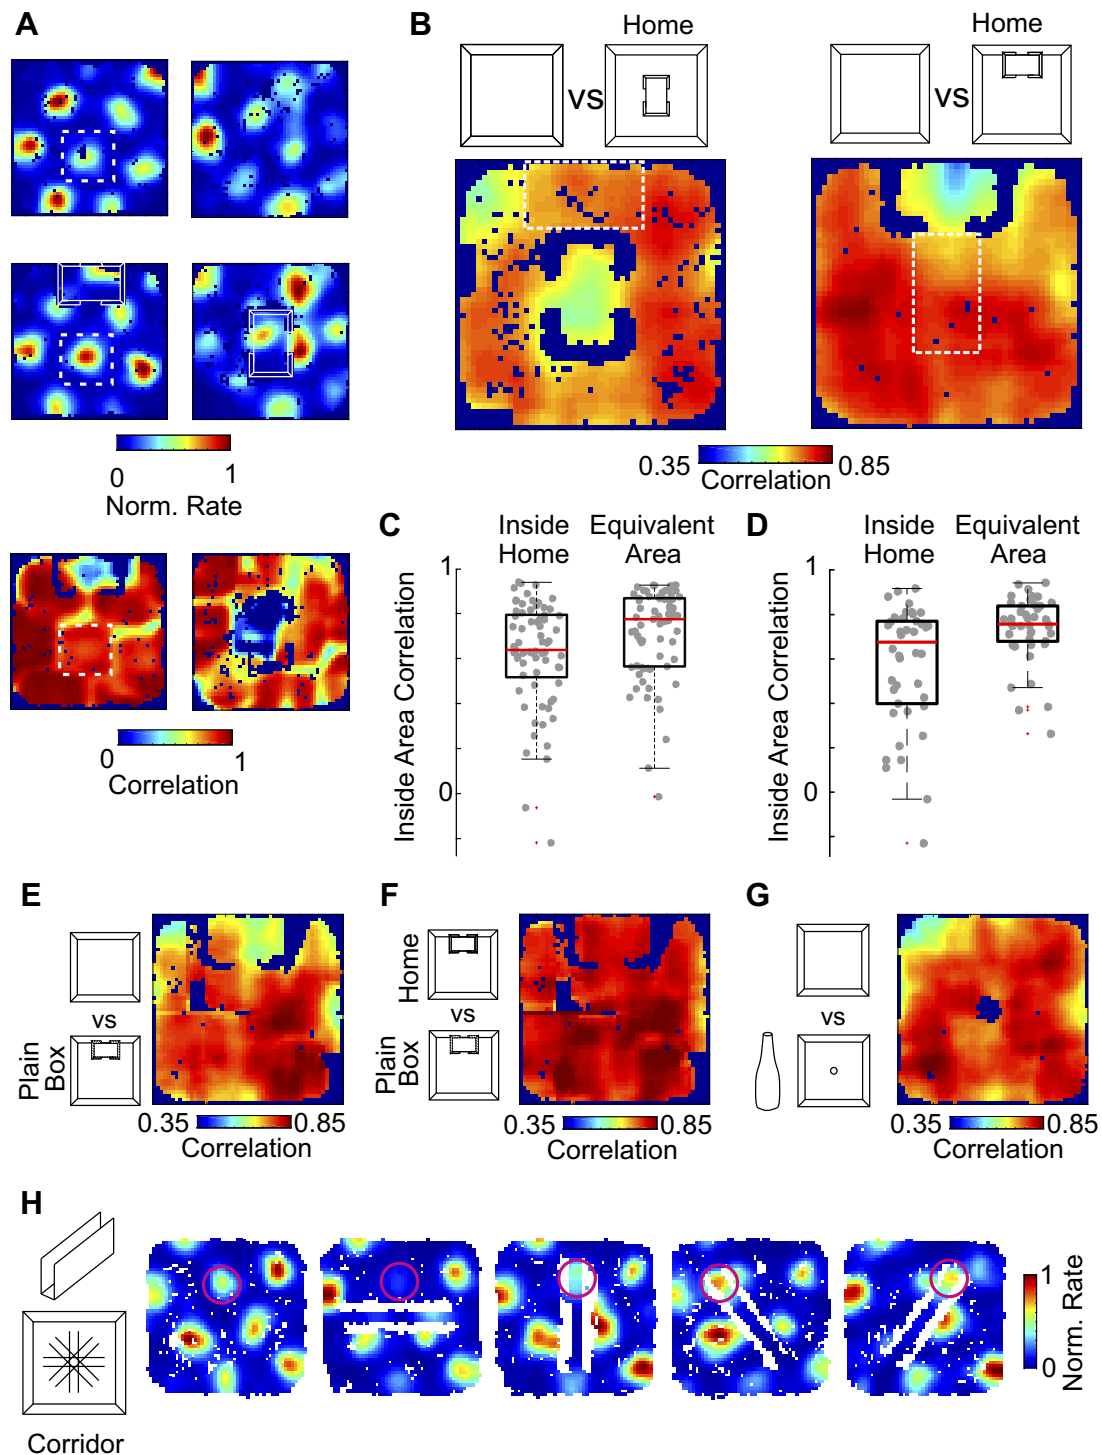 A
0
1
Norm. Rate
0
1
Correlation
B
Home
vs
Home
vs
0.35
0.85
Correlation
C
Inside
Home
Equivalent
Area
Inside Area Correlation
1
0
D
Inside
Home
Equivalent
Area
Inside Area Correlation
1
0
E
vs
Plain
Box
0.35
0.85
Correlation
F
Home
vs
Plain
Box
0.35
0.85
Correlation
G
vs
0.35
0.85
Correlation
H
Corridor
1
0
Norm. Rate